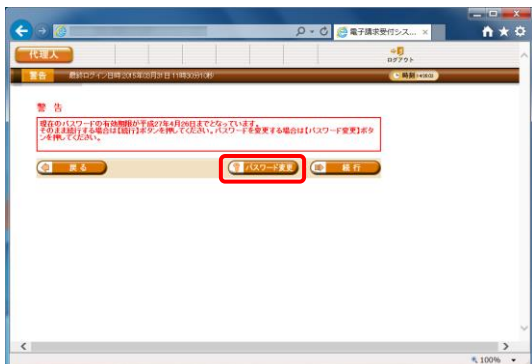 電子請求受付シス... ×
代理人
ログアウト
警告
最終ログイン日時:2015年03月31日 11時00分10秒
時刻
警 告
現在のパスワードの有効期限が平成27年4月26日までとなっています。
そのまま続行する場合は【続行】ボタンを押してください。パスワードを変更する場合は【パスワード変更】ボタ
ンを押してください。
戻る
パスワード変更
続 行
100%